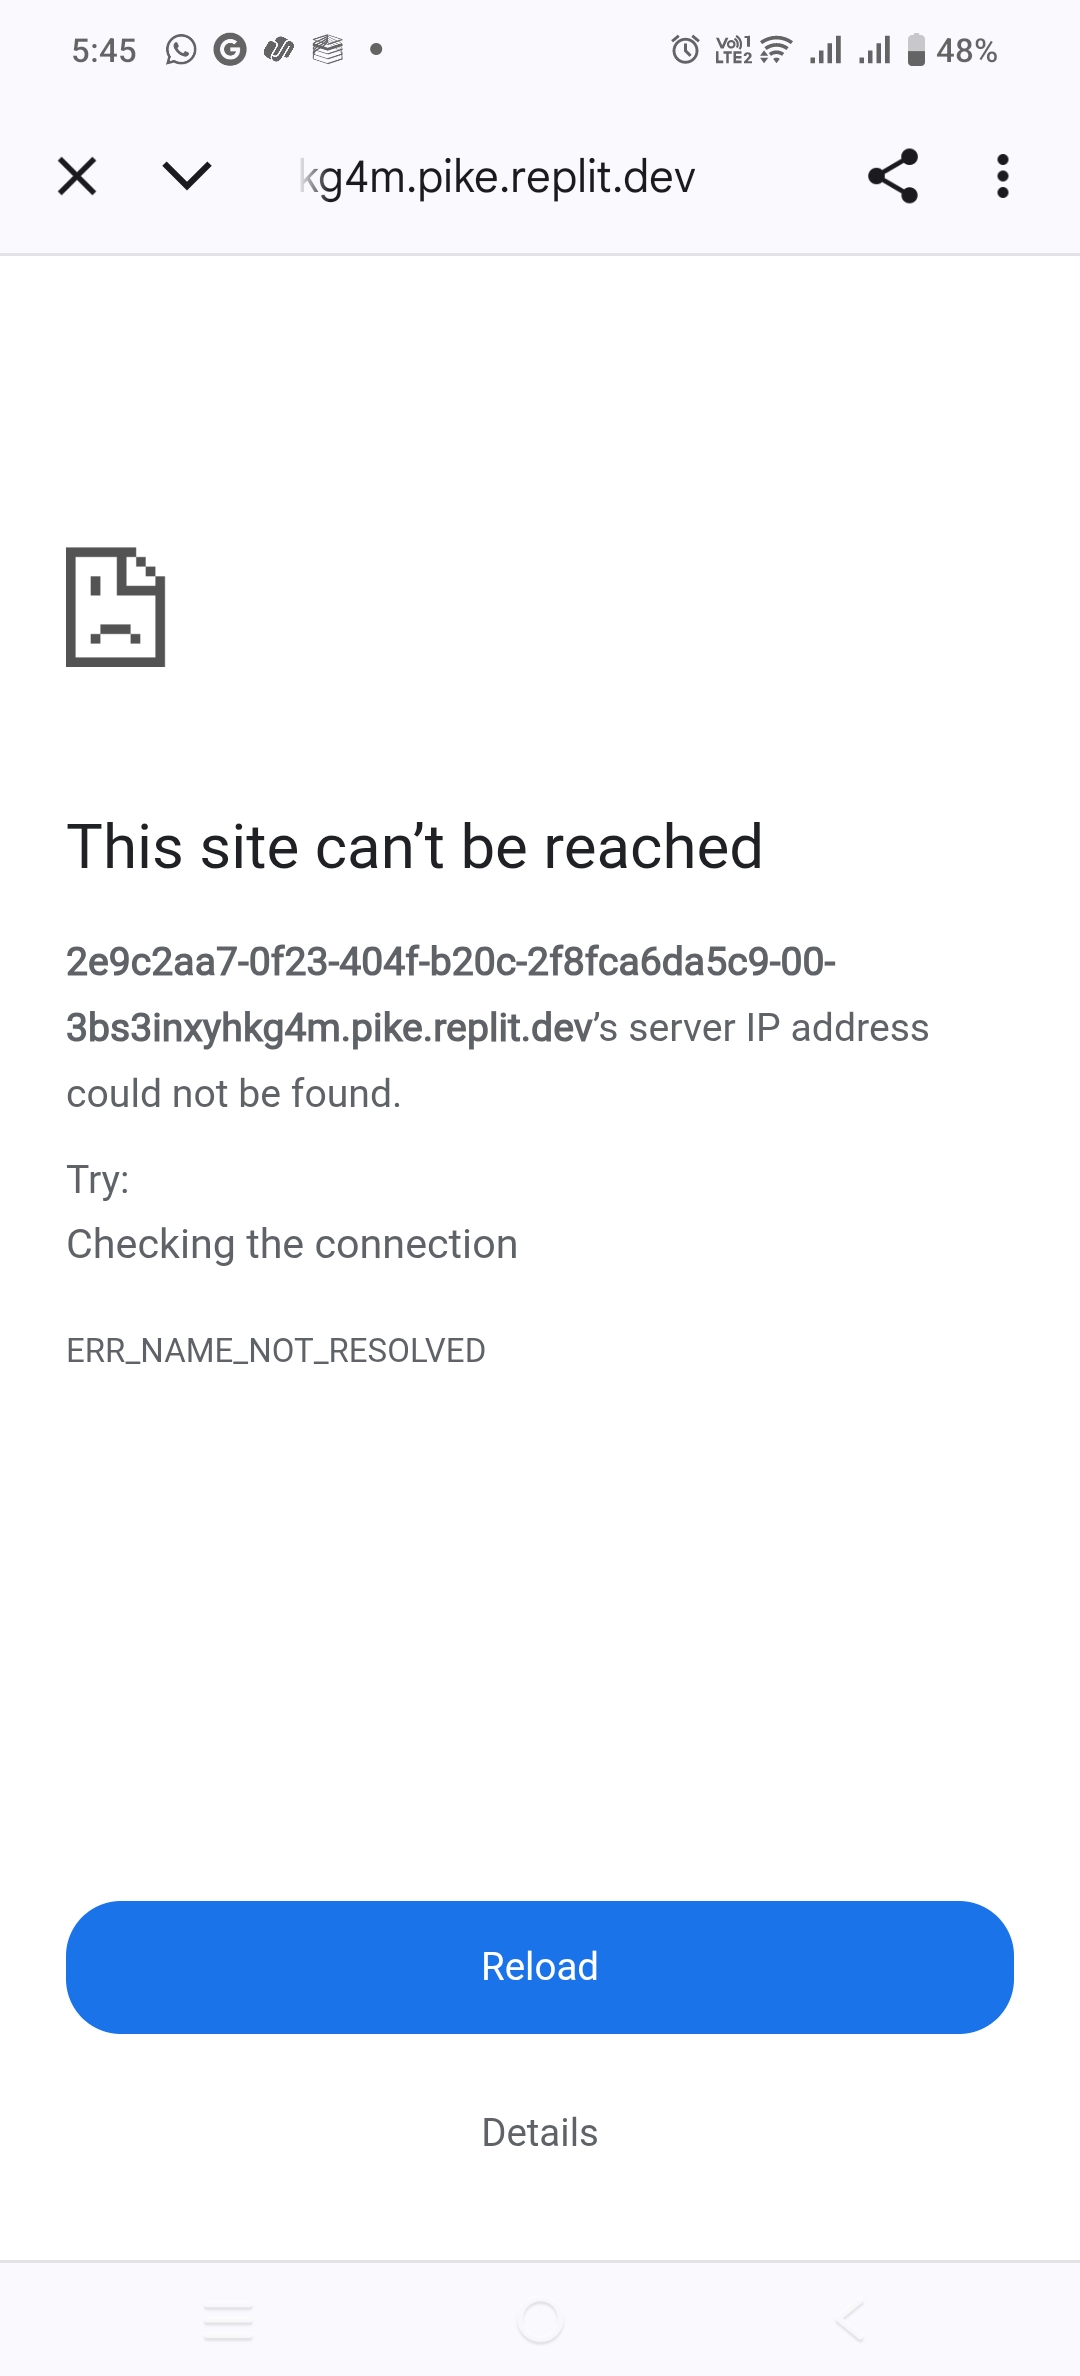 5:45 48%
Vo)) 1
LTE2
kg4m.pike.replit.dev
This site can’t be reached
2e9c2aa7-0f23-404f-b20c-2f8fca6da5c9-00-
3bs3inxyhkg4m.pike.replit.dev’s server IP address
could not be found.
Try:
Checking the connection
ERR_NAME_NOT_RESOLVED
Reload
Details